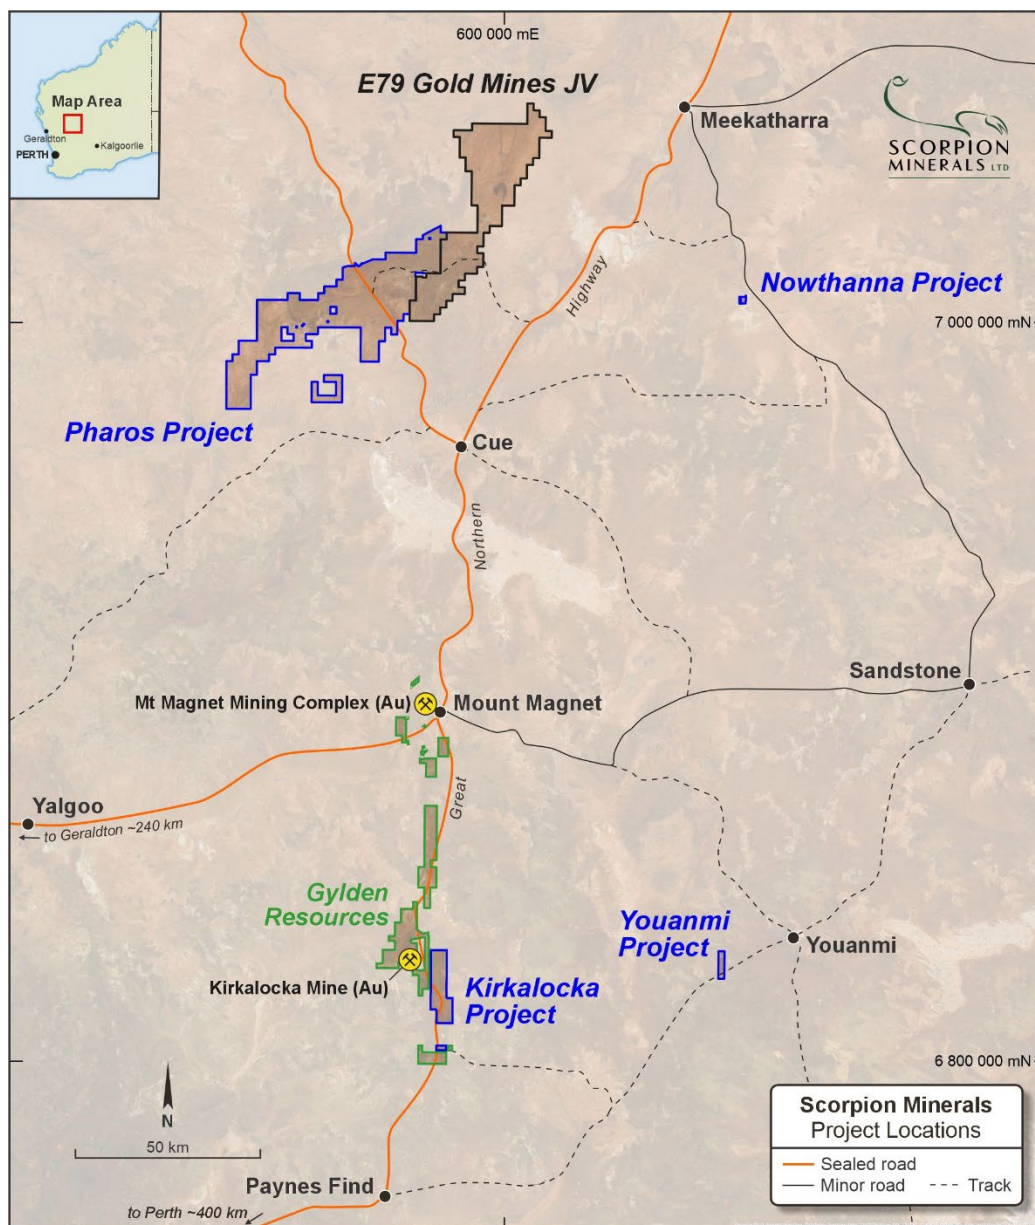 600 000 mE
Map Area
Geraldton
PERTH
Kalgoorlie
E79 Gold Mines JV
Meekatharra
SCORPION
MINERALS LTD
Highway
Nowthanna Project
7 000 000 mN
Pharos Project
Cue
Northern
Sandstone
Mt Magnet Mining Complex (Au)
Mount Magnet
Great
Yalgoo
to Geraldton ~240 km
Gylden
Resources
Youanmi
Project
Youanmi
Kirkalocka Mine (Au)
Kirkalocka
Project
6 800 000 mN
N
50 km
Scorpion Minerals
Project Locations
Sealed road
Minor road
Track
Paynes Find
to Perth ~400 km